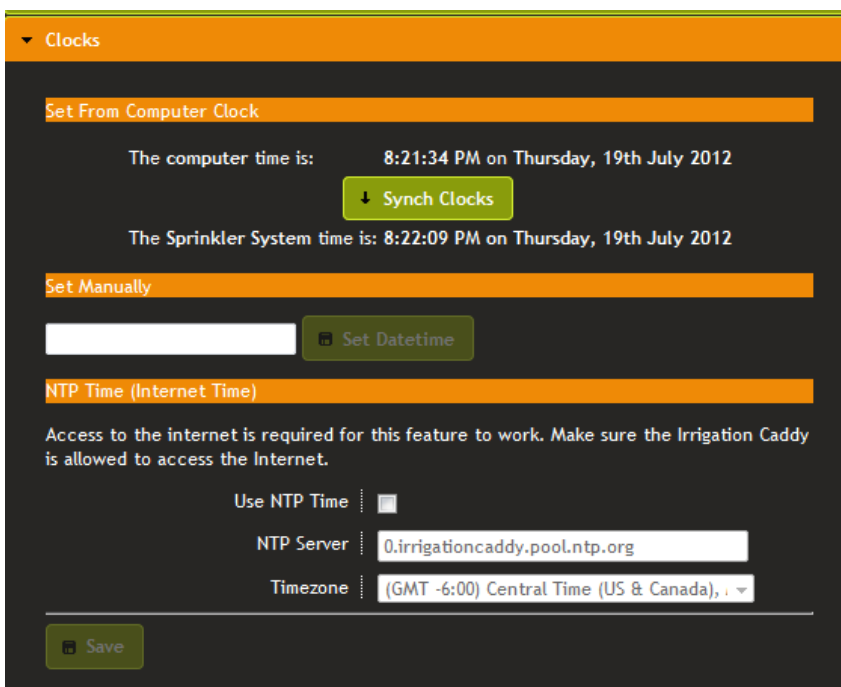 Clocks
Set From Computer Clock
The computer time is: 8:21:34 PM on Thursday, 19th July 2012
Synch Clocks
The Sprinkler System time is: 8:22:09 PM on Thursday, 19th July 2012
Set Manually
Set Datetime
NTP Time (Internet Time)
Access to the internet is required for this feature to work. Make sure the Irrigation Caddy
is allowed to access the Internet.
Use NTP Time
NTP Server 0.irrigationcaddy.pool.ntp.org
Timezone (GMT -6:00) Central Time (US & Canada),
Save